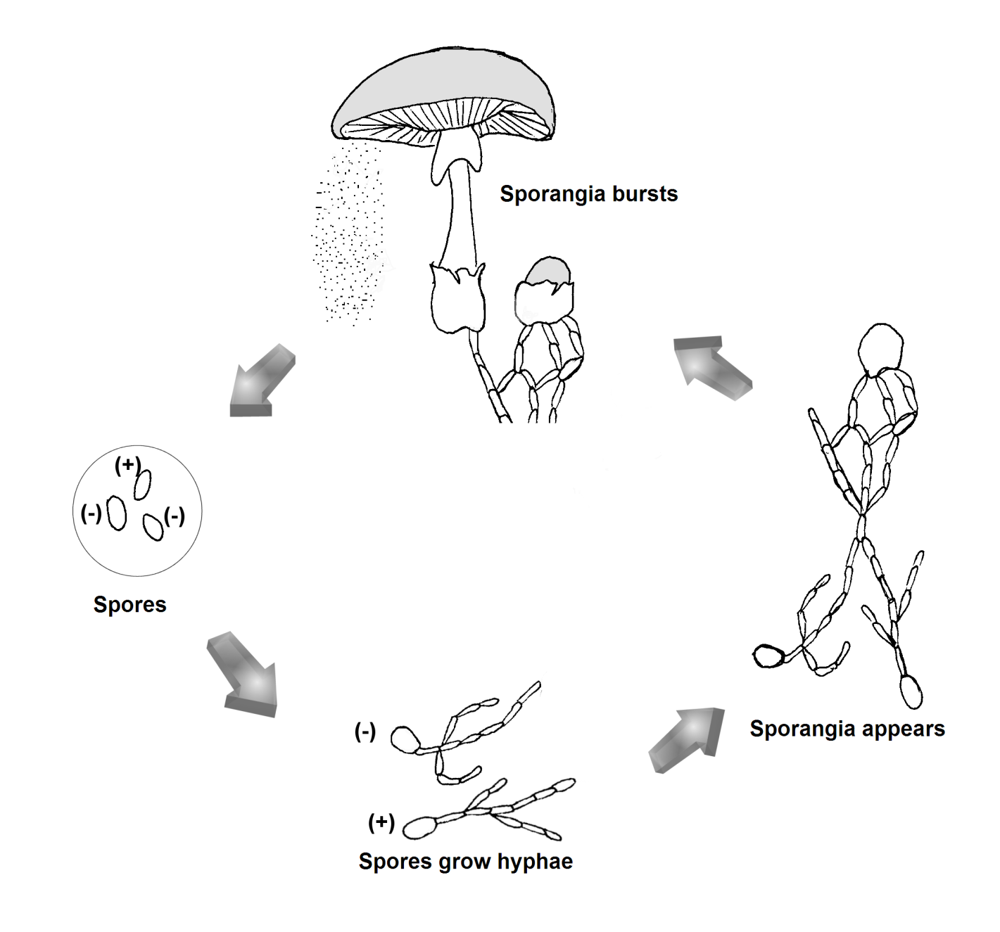 Sporangia bursts
(+)
(-)
(-)
Spores
(-)
(+)
Spores grow hyphae
Sporangia appears